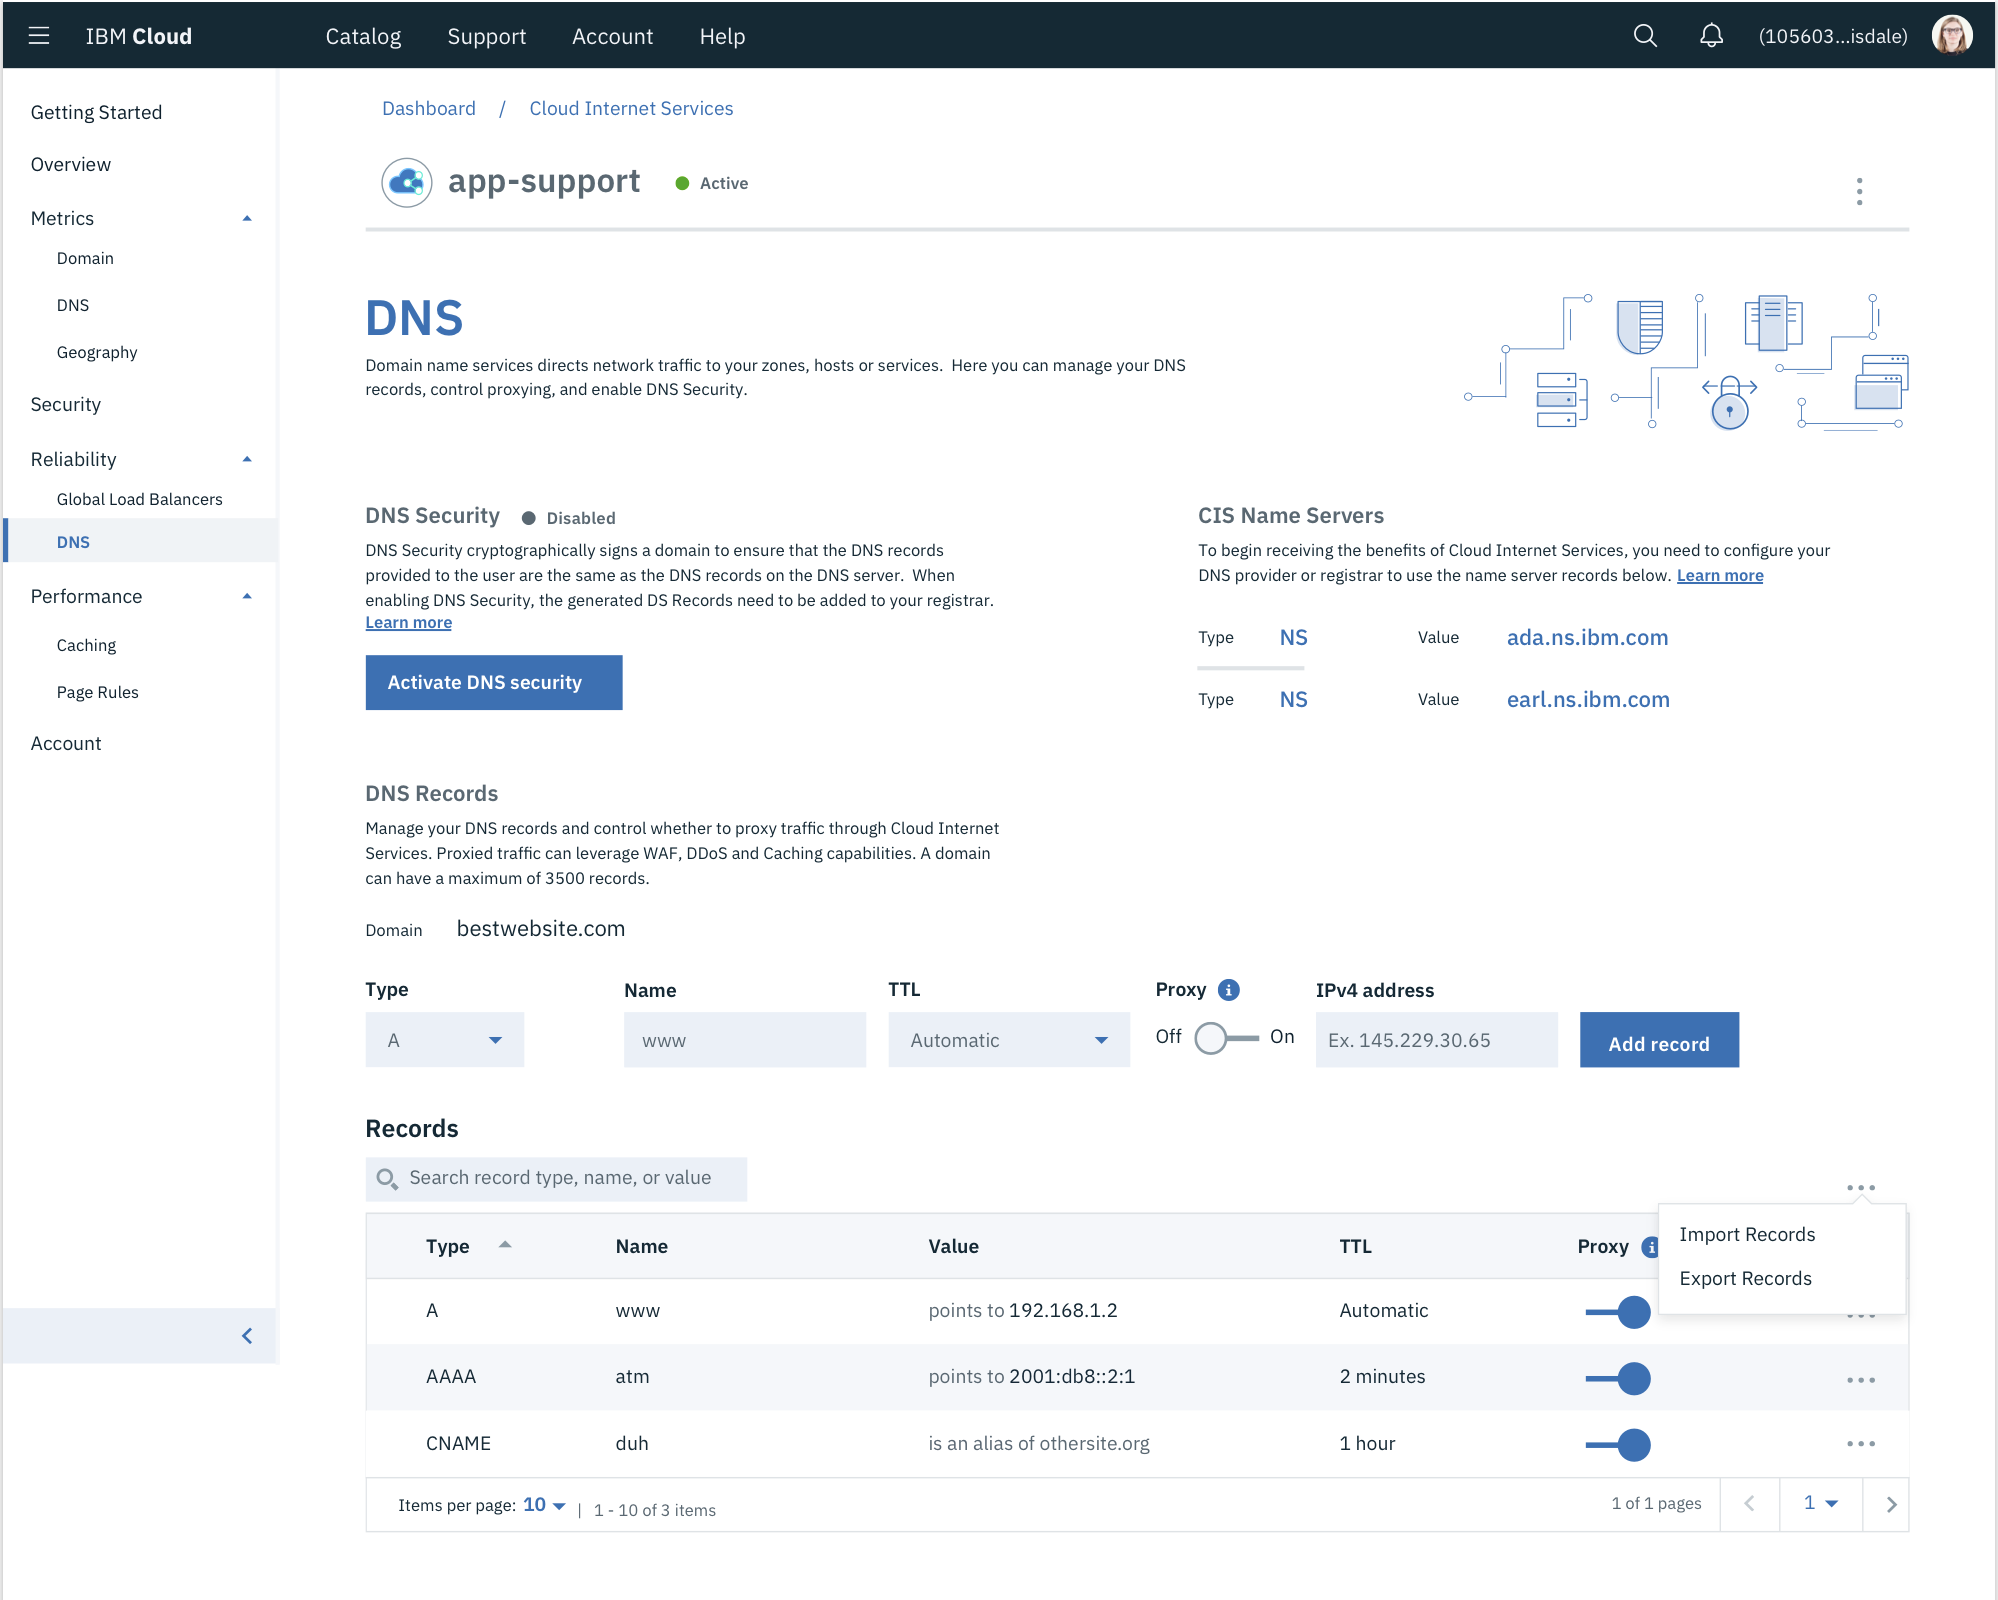 IBM Cloud
Catalog
Support
Account
Help
(105603...isdale)
Getting Started
Overview
Metrics
Domain
DNS
Geography
Security
Reliability
Global Load Balancers
DNS
Performance
Caching
Page Rules
Account
Dashboard / Cloud Internet Services
app-support
Active
DNS
Domain name services directs network traffic to your zones, hosts or services.  Here you can manage your DNS
records, control proxying, and enable DNS Security.
DNS Security
Disabled
DNS Security cryptographically signs a domain to ensure that the DNS records
provided to the user are the same as the DNS records on the DNS server.  When
enabling DNS Security, the generated DS Records need to be added to your registrar.
Learn more
Activate DNS security
CIS Name Servers
To begin receiving the benefits of Cloud Internet Services, you need to configure your
DNS provider or registrar to use the name server records below. Learn more
Type NS Value ada.ns.ibm.com
Type NS Value earl.ns.ibm.com
DNS Records
Manage your DNS records and control whether to proxy traffic through Cloud Internet
Services. Proxied traffic can leverage WAF, DDoS and Caching capabilities. A domain
can have a maximum of 3500 records.
Domain bestwebsite.com
Type Name TTL Proxy IPv4 address
A www Automatic Off On Ex. 145.229.30.65 Add record
Records
Search record type, name, or value
Import Records
Export Records
Type Name Value TTL Proxy
A www points to 192.168.1.2 Automatic
AAAA atm points to 2001:db8::2:1 2 minutes
CNAME duh is an alias of othersite.org 1 hour
Items per page: 10 | 1 - 10 of 3 items 1 of 1 pages 1